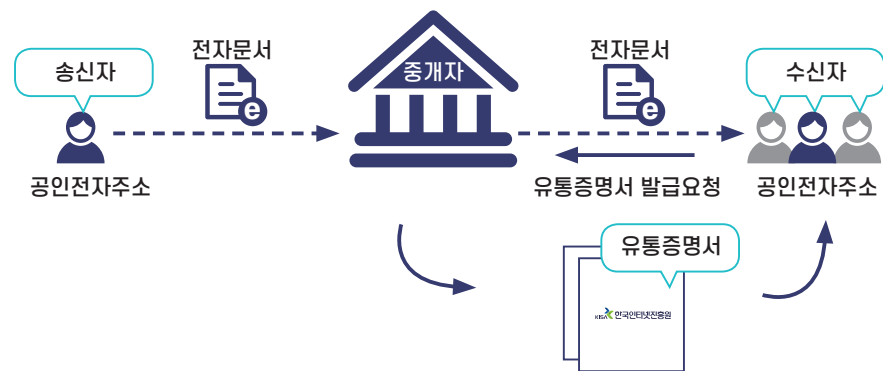 송신자
전자문서
e
중개자
전자문서
e
수신자
공인전자주소
유통증명서 발급요청
공인전자주소
유통증명서
KISA 한국인터넷진흥원